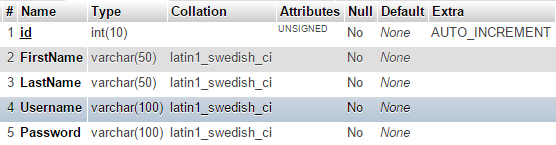 # Name Type Collation Attributes Null Default Extra
1 id int(10) UNSIGNED No None AUTO_INCREMENT
2 FirstName varchar(50) latin1_swedish_ci No None
3 LastName varchar(50) latin1_swedish_ci No None
4 Username varchar(100) latin1_swedish_ci No None
5 Password varchar(100) latin1_swedish_ci No None